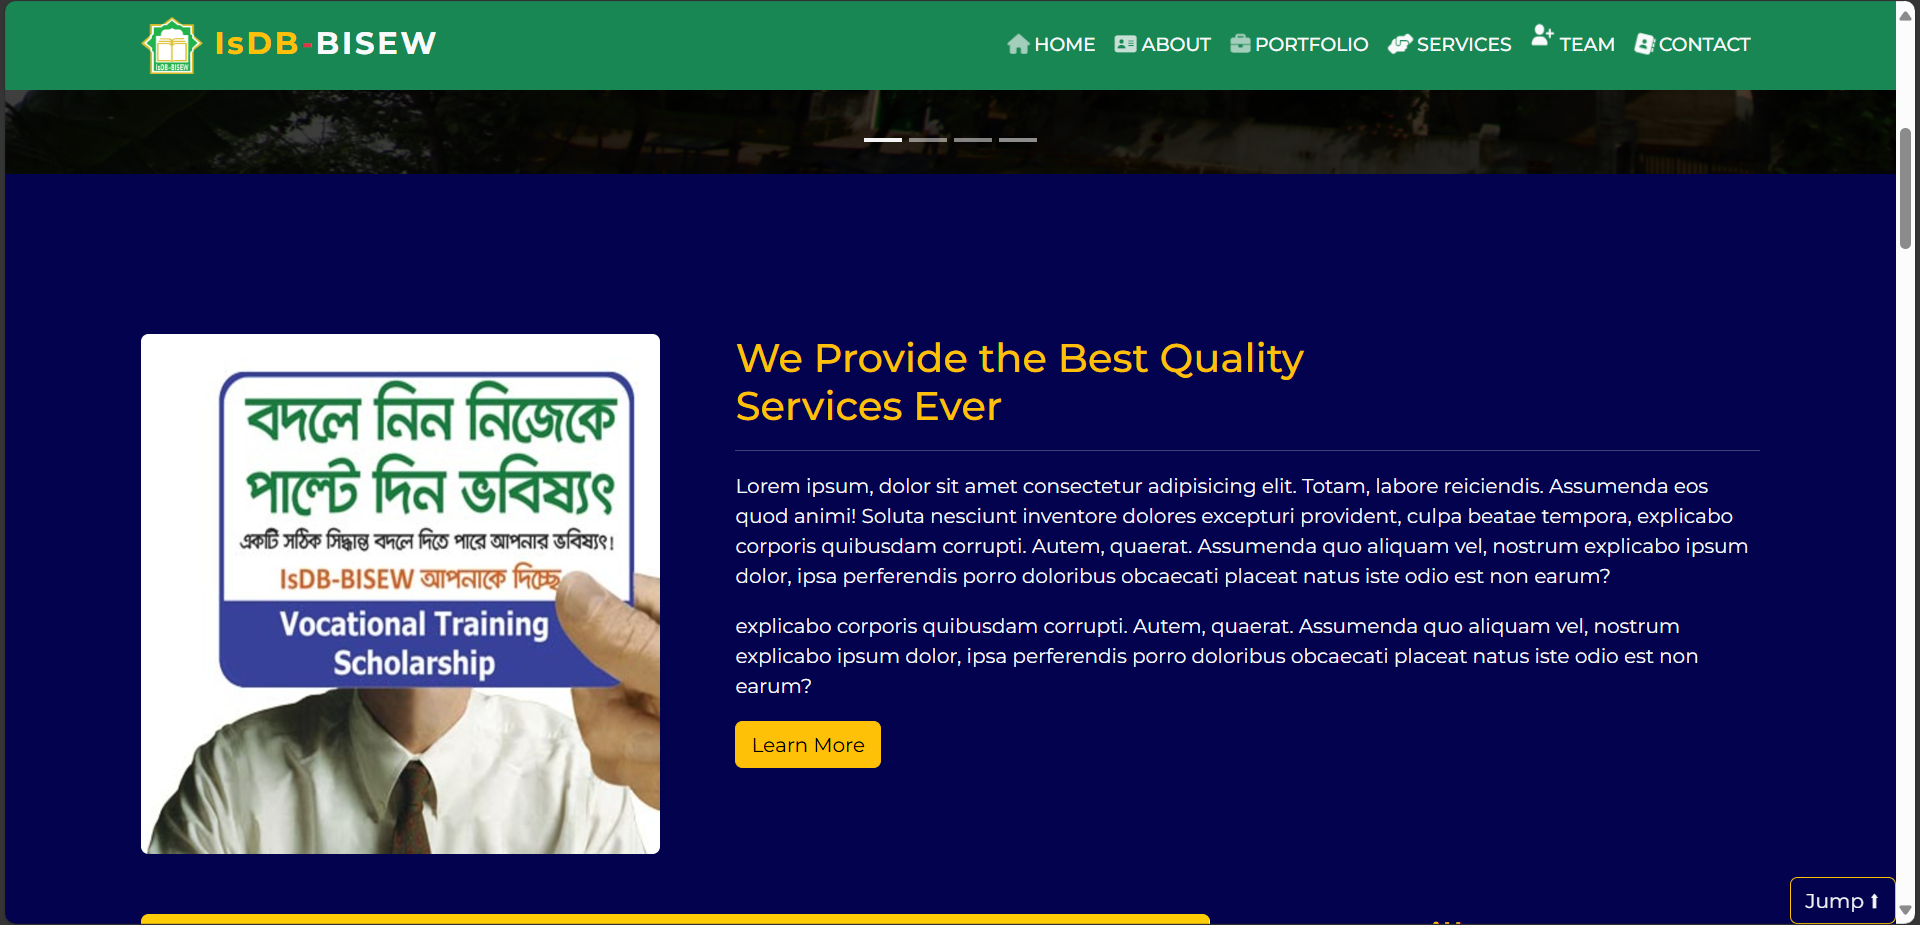 IsDB-BISEW
IsDB-BISEW
HOME
ABOUT
PORTFOLIO
SERVICES
TEAM
CONTACT
বদলে নিন নিজেকে
পাল্টে দিন ভবিষ্যৎ
একটি সঠিক সিদ্ধান্ত বদলে দিতে পারে আপনার ভবিষ্যৎ!
IsDB-BISEW আপনাকে দিচ্ছে
Vocational Training
Scholarship
We Provide the Best Quality
Services Ever
Lorem ipsum, dolor sit amet consectetur adipisicing elit. Totam, labore reiciendis. Assumenda eos
quod animi! Soluta nesciunt inventore dolores excepturi provident, culpa beatae tempora, explicabo
corporis quibusdam corrupti. Autem, quaerat. Assumenda quo aliquam vel, nostrum explicabo ipsum
dolor, ipsa perferendis porro doloribus obcaecati placeat natus iste odio est non earum?
explicabo corporis quibusdam corrupti. Autem, quaerat. Assumenda quo aliquam vel, nostrum
explicabo ipsum dolor, ipsa perferendis porro doloribus obcaecati placeat natus iste odio est non
earum?
Learn More
Jump